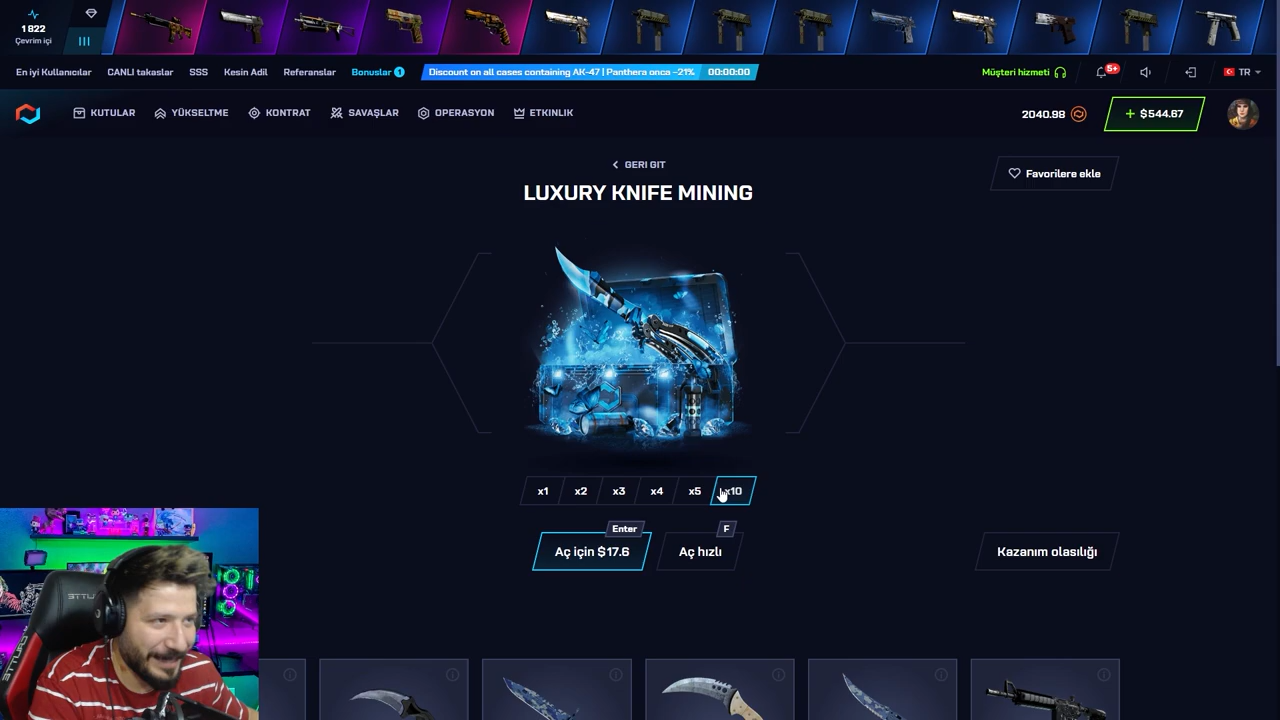 1 822
Çevrim içi
En iyi Kullanıcılar CANLI takaslar SSS Kesin Adil Referanslar Bonuslar 1 Discount on all cases containing AK-47 | Panthera onca –21% 00:00:00 Müşteri hizmeti 5+ TR
KUTULAR YÜKSELTME KONTRAT SAVAŞLAR OPERASYON ETKINLIK 2040.98 + $544.67
GERI GIT
LUXURY KNIFE MINING
Favorilere ekle
x1 x2 x3 x4 x5 x10
Enter F
Aç için $17.6 Aç hızlı Kazanım olasılığı